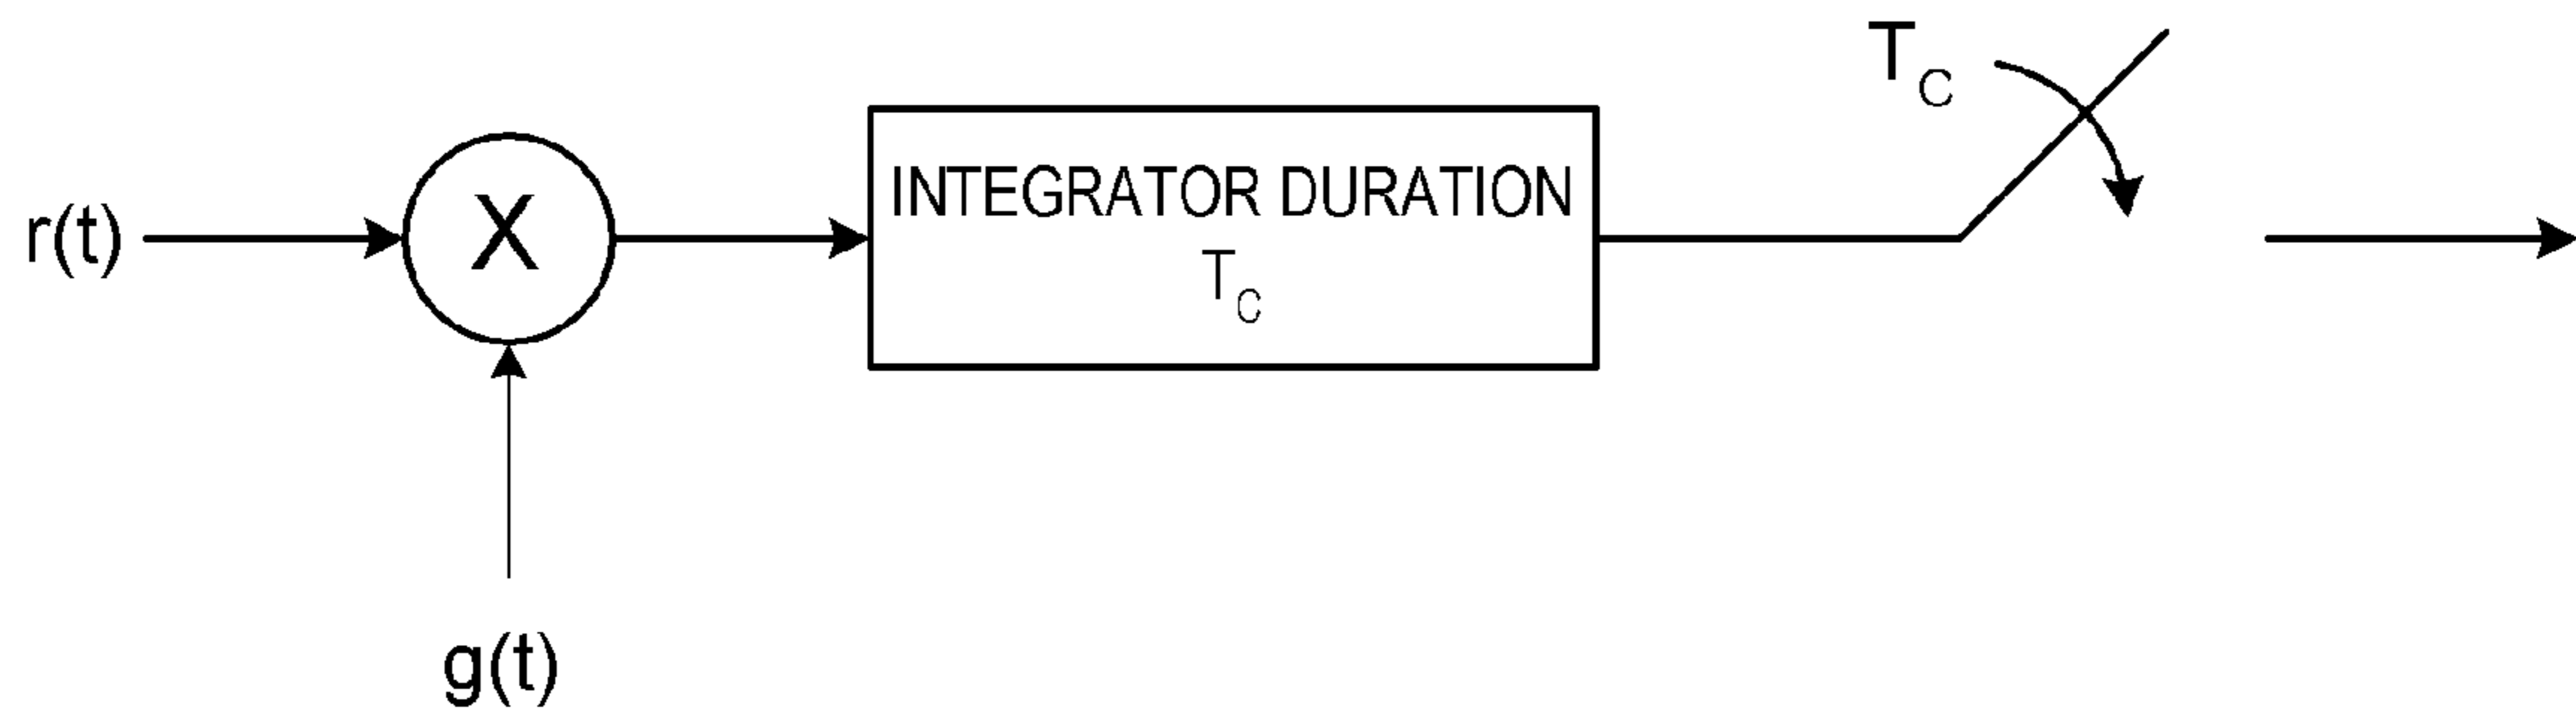 T_C
r(t)
X
INTEGRATOR DURATION
T_C
g(t)